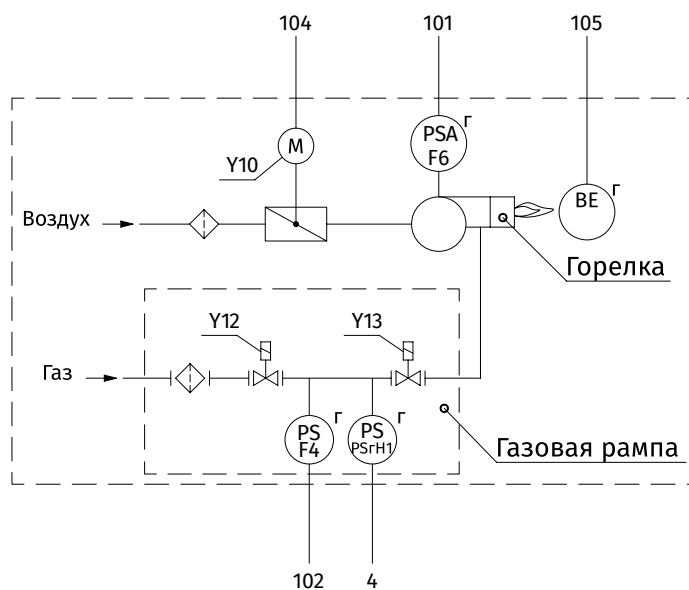 104
101
105
PSA
F6
г
M
Y10
BE
г
Воздух
Горелка
Y12
Y13
Газ
PS
F4
г
PS
PSгН1
г
Газовая рампа
102
4